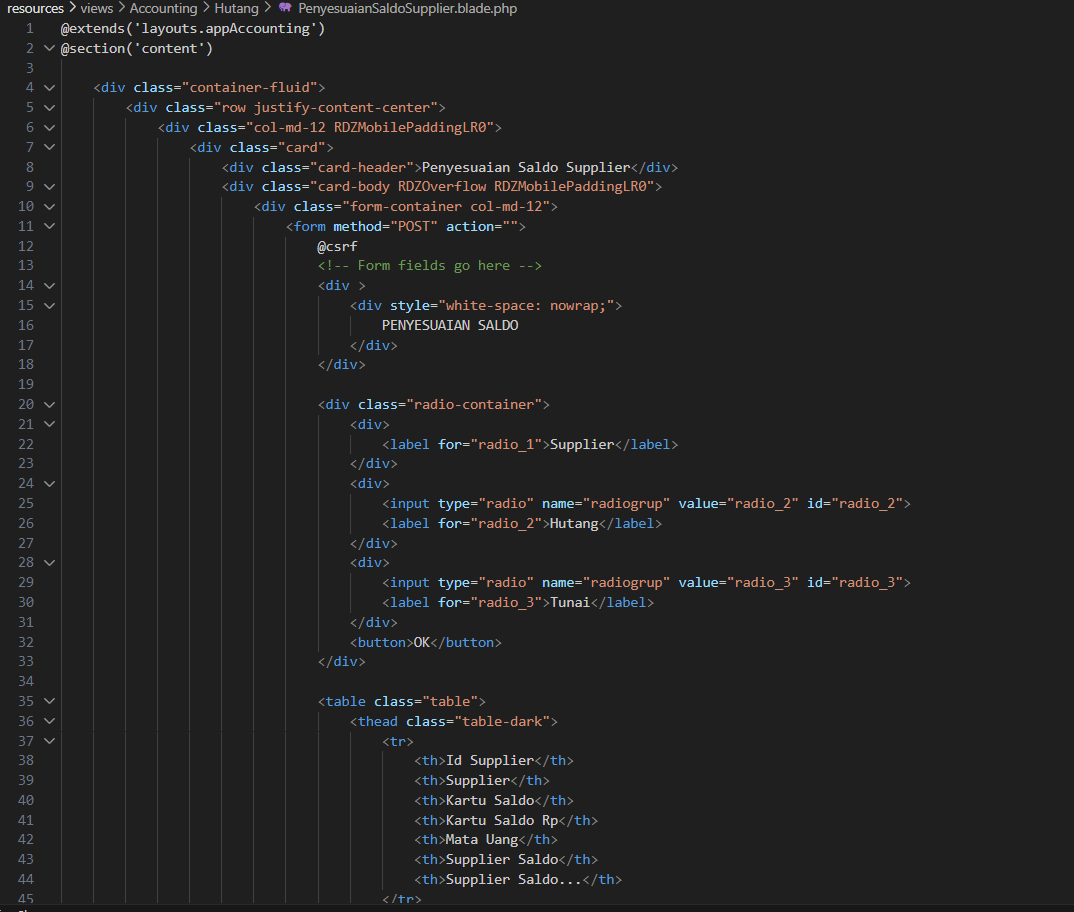 resources > views > Accounting > Hutang > PenyesuaianSaldoSupplier.blade.php
1 @extends('layouts.appAccounting')
2 @section('content')
3
4 <div class="container-fluid">
5 <div class="row justify-content-center">
6 <div class="col-md-12 RDZMobilePaddingLR0">
7 <div class="card">
8 <div class="card-header">Penyesuaian Saldo Supplier</div>
9 <div class="card-body RDZOverflow RDZMobilePaddingLR0">
10 <div class="form-container col-md-12">
11 <form method="POST" action="">
12 @csrf
13 <!-- Form fields go here -->
14 <div >
15 <div style="white-space: nowrap;">
16 PENYESUAIAN SALDO
17 </div>
18 </div>
19
20 <div class="radio-container">
21 <div>
22 <label for="radio_1">Supplier</label>
23 </div>
24 <div>
25 <input type="radio" name="radiogrup" value="radio_2" id="radio_2">
26 <label for="radio_2">Hutang</label>
27 </div>
28 <div>
29 <input type="radio" name="radiogrup" value="radio_3" id="radio_3">
30 <label for="radio_3">Tunai</label>
31 </div>
32 <button>OK</button>
33 </div>
34
35 <table class="table">
36 <thead class="table-dark">
37 <tr>
38 <th>Id Supplier</th>
39 <th>Supplier</th>
40 <th>Kartu Saldo</th>
41 <th>Kartu Saldo Rp</th>
42 <th>Mata Uang</th>
43 <th>Supplier Saldo</th>
44 <th>Supplier Saldo...</th>
45 </tr>